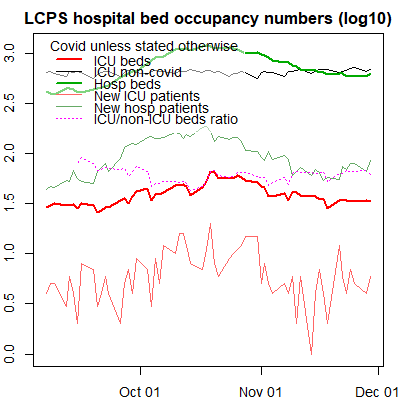 LCPS hospital bed occupancy numbers (log10)
Covid unless stated otherwise
ICU beds
ICU non-covid
Hosp beds
New ICU patients
New hosp patients
ICU/non-ICU beds ratio
3.0
2.5
2.0
1.5
1.0
0.5
0.0
Oct 01
Nov 01
Dec 01